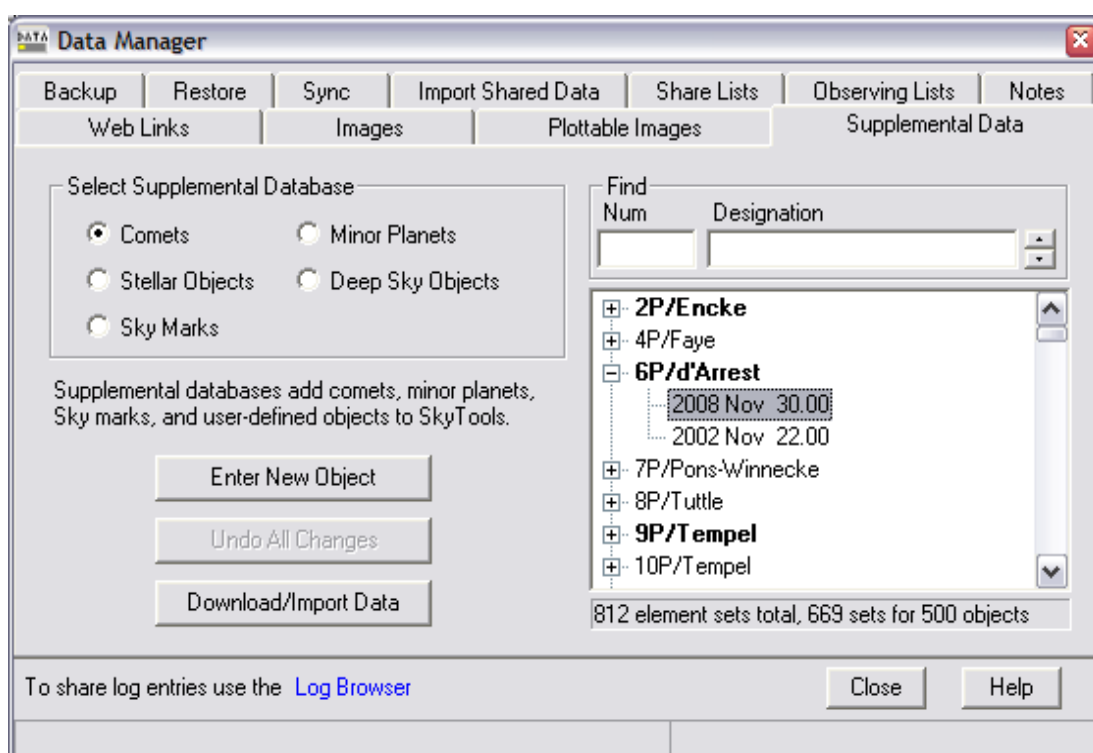 DATA Data Manager
Backup Restore Sync Import Shared Data Share Lists Observing Lists Notes
Web Links Images Plottable Images Supplemental Data
Select Supplemental Database
Comets Minor Planets
Stellar Objects Deep Sky Objects
Sky Marks
Supplemental databases add comets, minor planets,
Sky marks, and user-defined objects to SkyTools.
Enter New Object
Undo All Changes
Download/Import Data
Find
Num Designation
2P/Encke
4P/Faye
6P/d'Arrest
2008 Nov 30.00
2002 Nov 22.00
7P/Pons-Winnecke
8P/Tuttle
9P/Tempel
10P/Tempel
812 element sets total, 669 sets for 500 objects
To share log entries use the Log Browser
Close Help